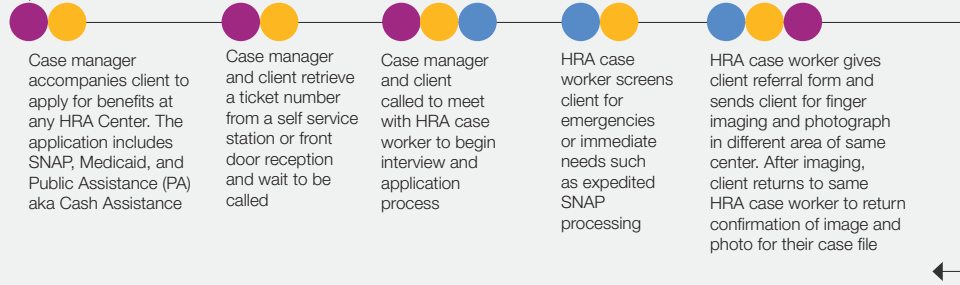 Case manager
accompanies client to
apply for benefits at
any HRA Center. The
application includes
SNAP, Medicaid, and
Public Assistance (PA)
aka Cash Assistance
Case manager
and client retrieve
a ticket number
from a self service
station or front
door reception
and wait to be
called
Case manager
and client
called to meet
with HRA case
worker to begin
interview and
application
process
HRA case
worker screens
client for
emergencies
or immediate
needs such
as expedited
SNAP
processing
HRA case worker gives
client referral form and
sends client for finger
imaging and photograph
in different area of same
center. After imaging,
client returns to same
HRA case worker to return
confirmation of image and
photo for their case file